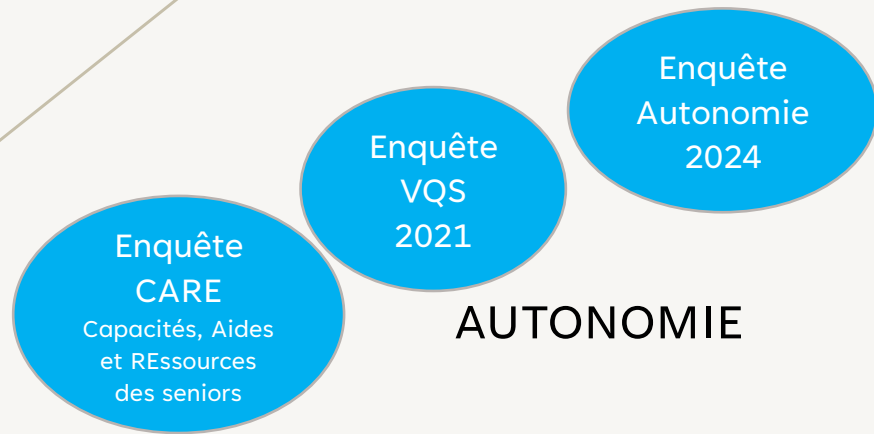 Enquête
CARE
Capacités, Aides
et REssources
des seniors
Enquête
VQS
2021
Enquête
Autonomie
2024
AUTONOMIE